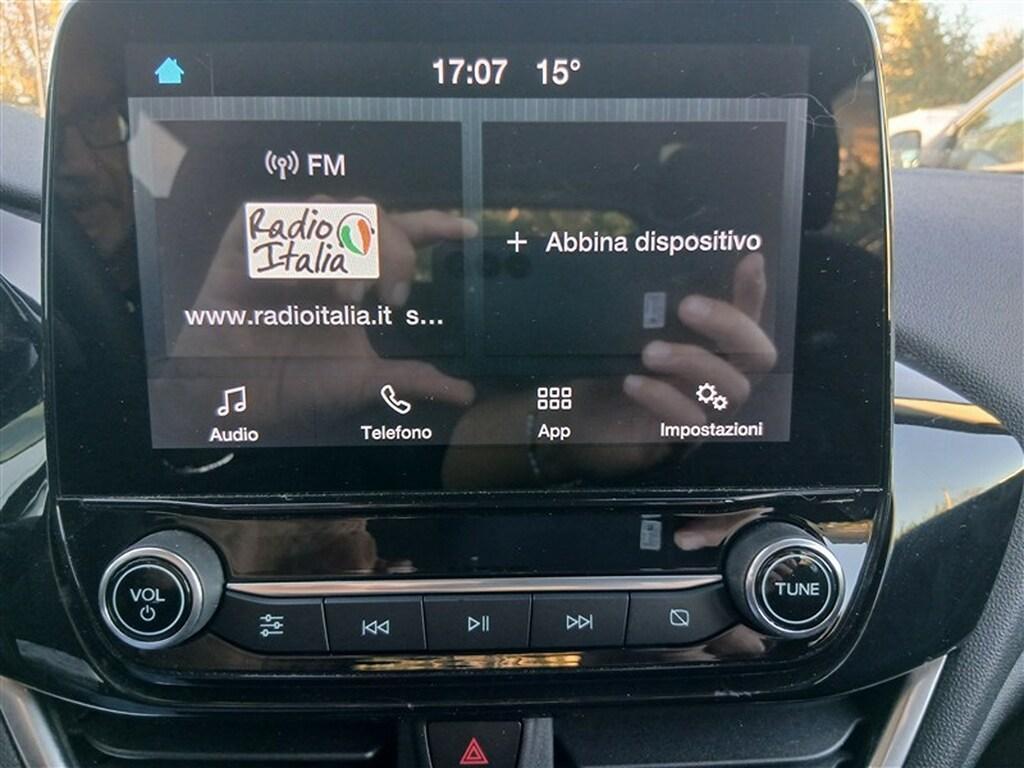 17:07 15°
FM
Radio
Italia
www.radioitalia.it s...
+ Abbina dispositivo
Audio
Telefono
App
Impostazioni
VOL
TUNE